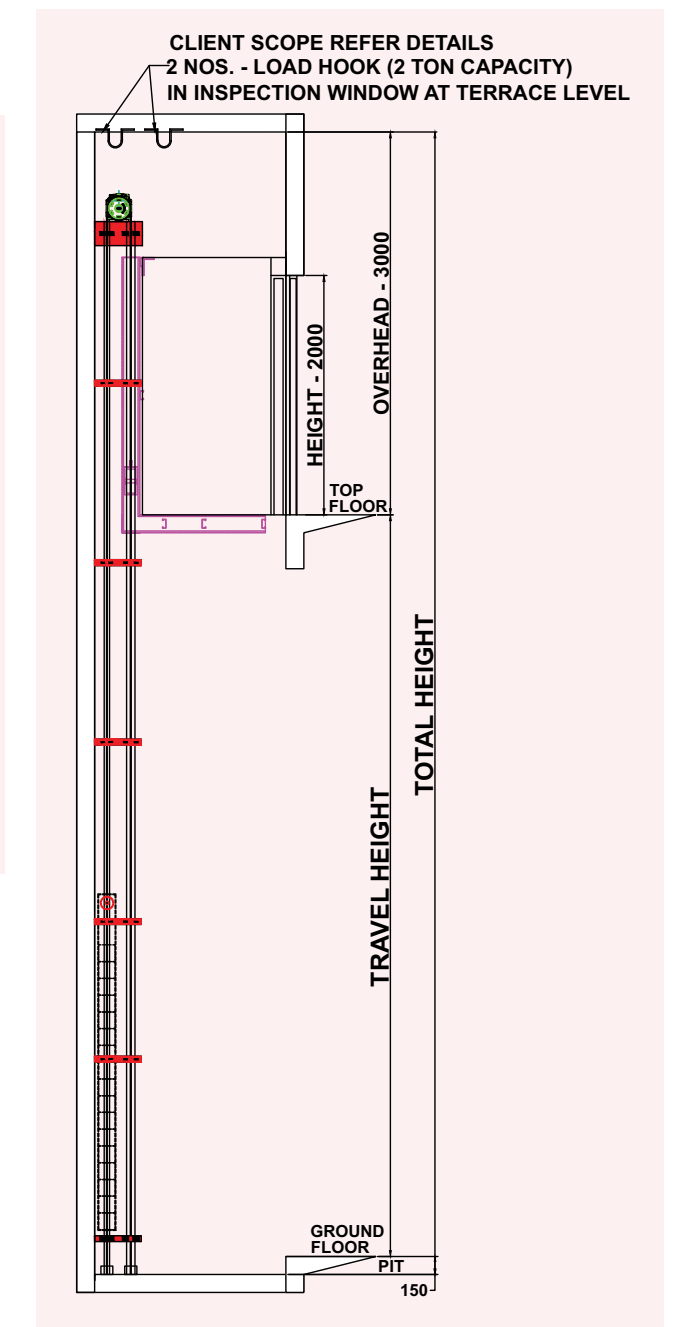 CLIENT SCOPE REFER DETAILS
2 NOS. - LOAD HOOK (2 TON CAPACITY)
IN INSPECTION WINDOW AT TERRACE LEVEL
OVERHEAD - 3000
HEIGHT - 2000
TOP
FLOOR
TOTAL HEIGHT
TRAVEL HEIGHT
GROUND
FLOOR
PIT
150